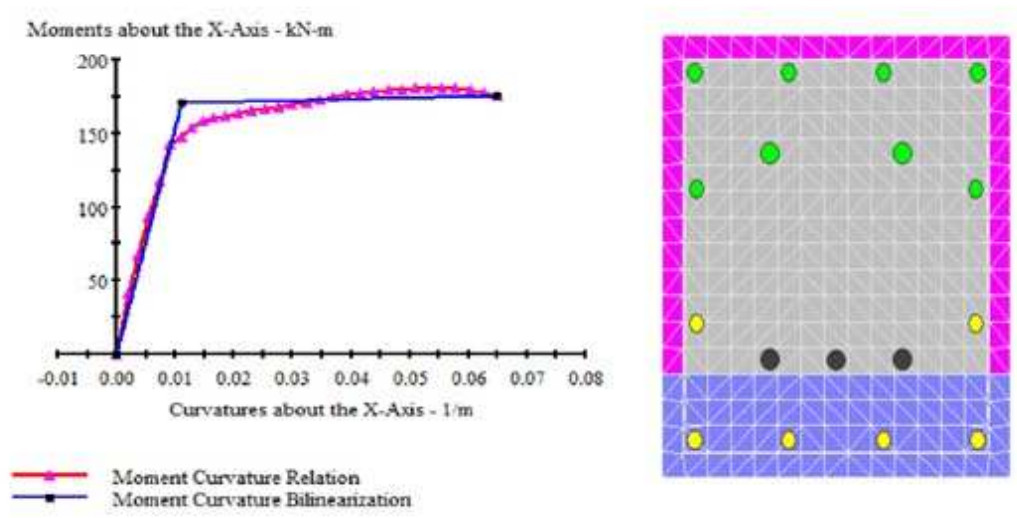 Moments about the X-Axis - kN-m
200
150
100
50
-0.01 0.00 0.01 0.02 0.03 0.04 0.05 0.06 0.07 0.08
Curvatures about the X-Axis - 1/m
Moment Curvature Relation
Moment Curvature Bilinearization